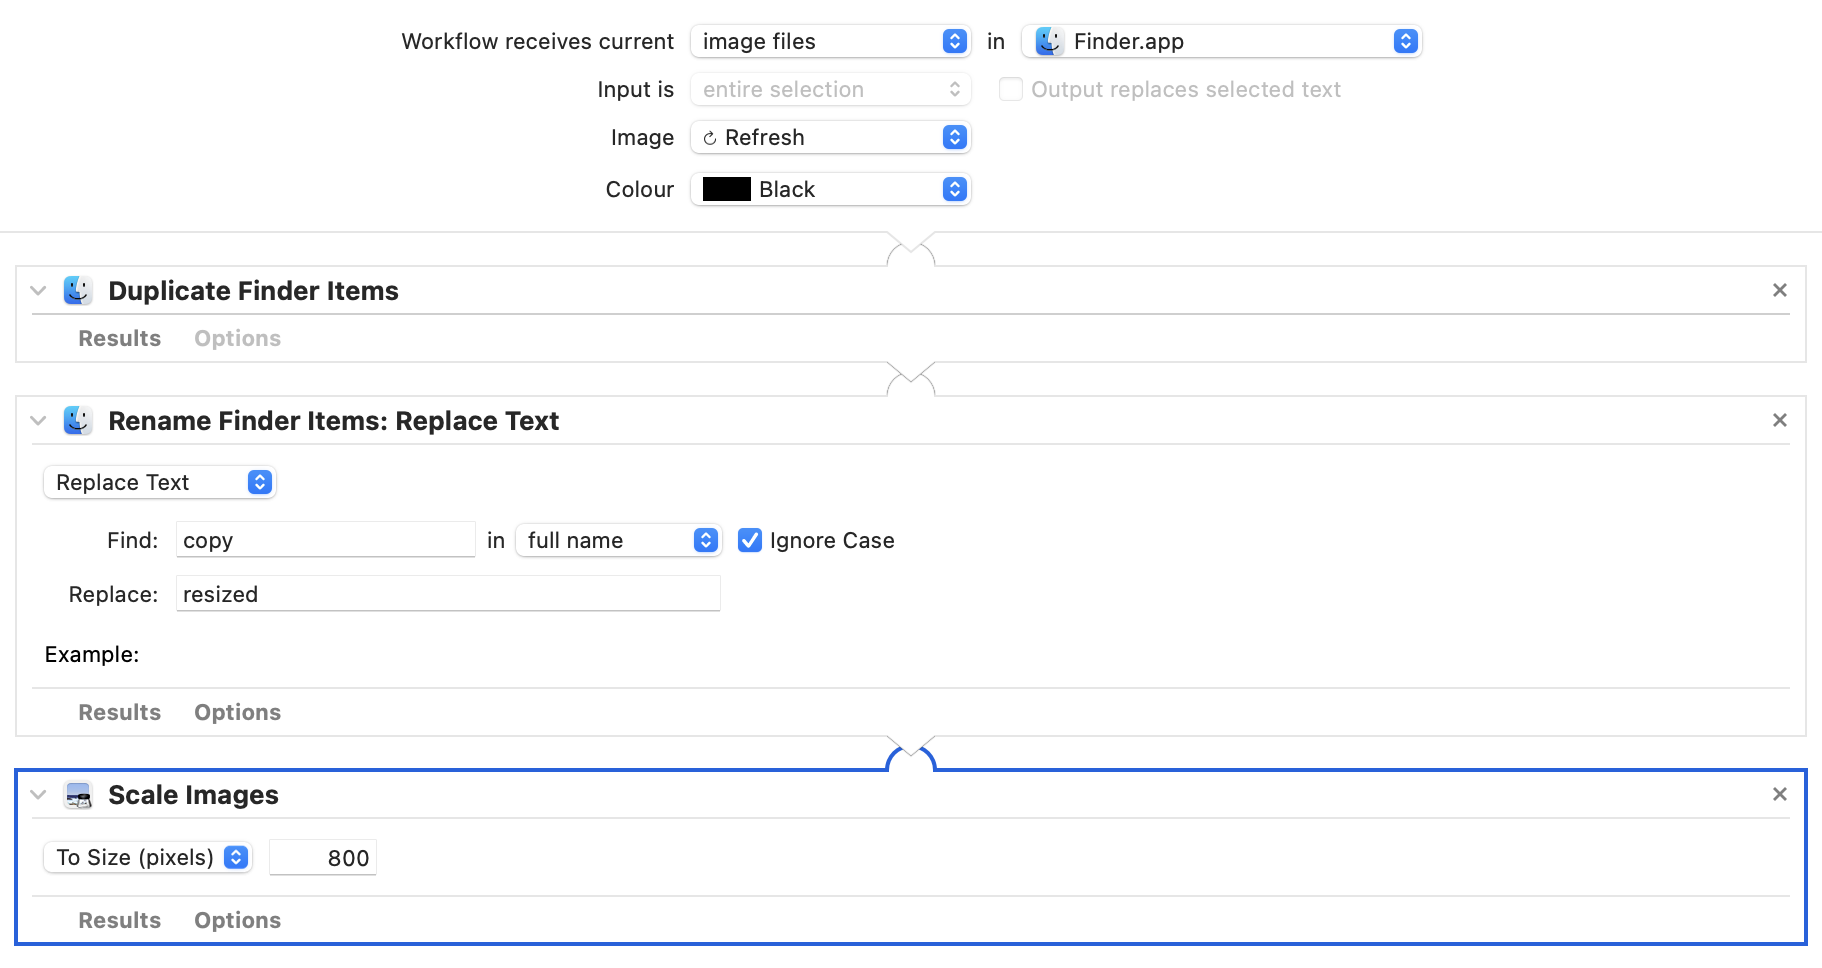 Workflow receives current image files in Finder.app
Input is entire selection Output replaces selected text
Image Refresh
Colour Black
Duplicate Finder Items
Results Options
Rename Finder Items: Replace Text
Replace Text
Find: copy in full name Ignore Case
Replace: resized
Example:
Results Options
Scale Images
To Size (pixels) 800
Results Options